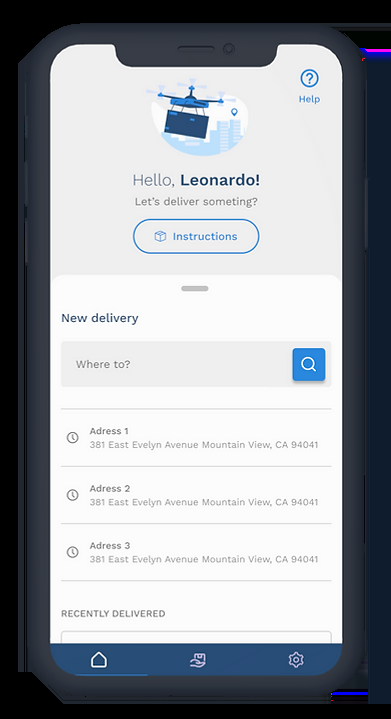 Help
Hello, Leonardo!
Let's deliver someting?
Instructions
New delivery
Where to?
Adress 1
381 East Evelyn Avenue Mountain View, CA 94041
Adress 2
381 East Evelyn Avenue Mountain View, CA 94041
Adress 3
381 East Evelyn Avenue Mountain View, CA 94041
RECENTLY DELIVERED